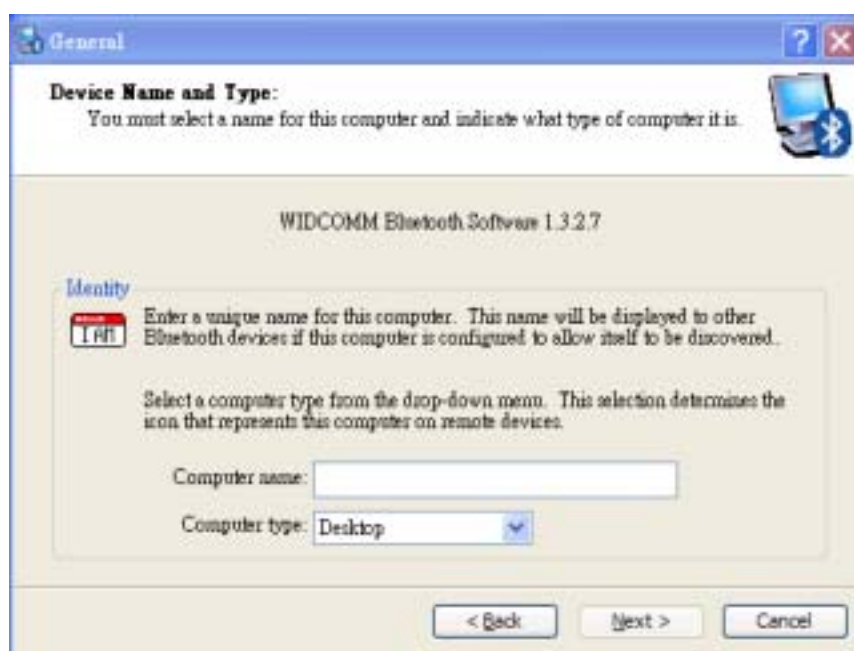 General
Device Name and Type:
You must select a name for this computer and indicate what type of computer it is.
WIDCOMM Bluetooth Software 1.3.2.7
Identity
I AM
Enter a unique name for this computer. This name will be displayed to other
Bluetooth devices if this computer is configured to allow itself to be discovered.
Select a computer type from the drop-down menu. This selection determines the
icon that represents this computer on remote devices.
Computer name:
Computer type: Desktop
< Back Next > Cancel